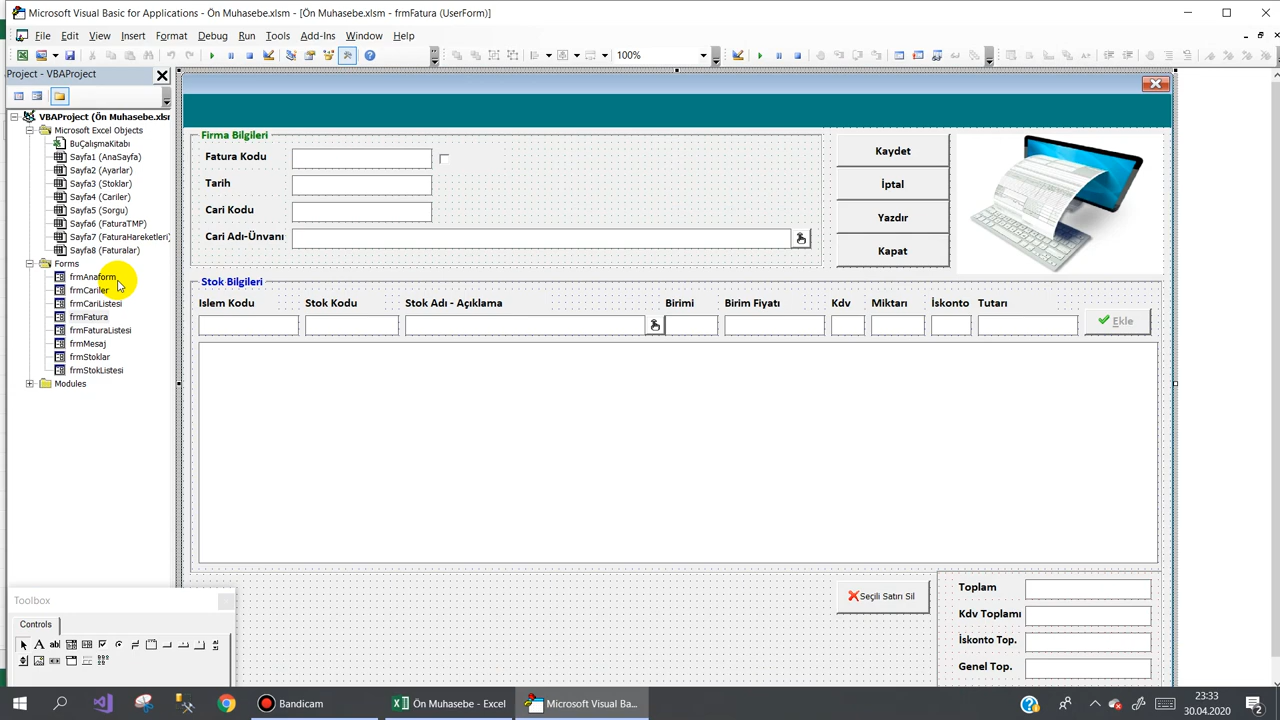 Microsoft Visual Basic for Applications - Ön Muhasebe.xlsm - [Ön Muhasebe.xlsm - frmFatura (UserForm)]
File Edit View Insert Format Debug Run Tools Add-Ins Window Help
100%
Project - VBAProject
VBAProject (Ön Muhasebe.xlsm
Microsoft Excel Objects
BuÇalışmaKitabı
Sayfa1 (AnaSayfa)
Sayfa2 (Ayarlar)
Sayfa3 (Stoklar)
Sayfa4 (Cariler)
Sayfa5 (Sorgu)
Sayfa6 (FaturaTMP)
Sayfa7 (FaturaHareketleri)
Sayfa8 (Faturalar)
Forms
frmAnaform
frmCariler
frmCariListesi
frmFatura
frmFaturaListesi
frmMesaj
frmStoklar
frmStokListesi
Modules
Toolbox
Controls
Firma Bilgileri
Fatura Kodu
Tarih
Cari Kodu
Cari Adı-Ünvanı
Kaydet
İptal
Yazdır
Kapat
Stok Bilgileri
Islem Kodu Stok Kodu Stok Adı - Açıklama Birimi Birim Fiyatı Kdv Miktarı İskonto Tutarı
Ekle
Seçili Satırı Sil
Toplam
Kdv Toplamı
İskonto Top.
Genel Top.
Bandicam
Ön Muhasebe - Excel
Microsoft Visual Ba...
23:33
30.04.2020
2